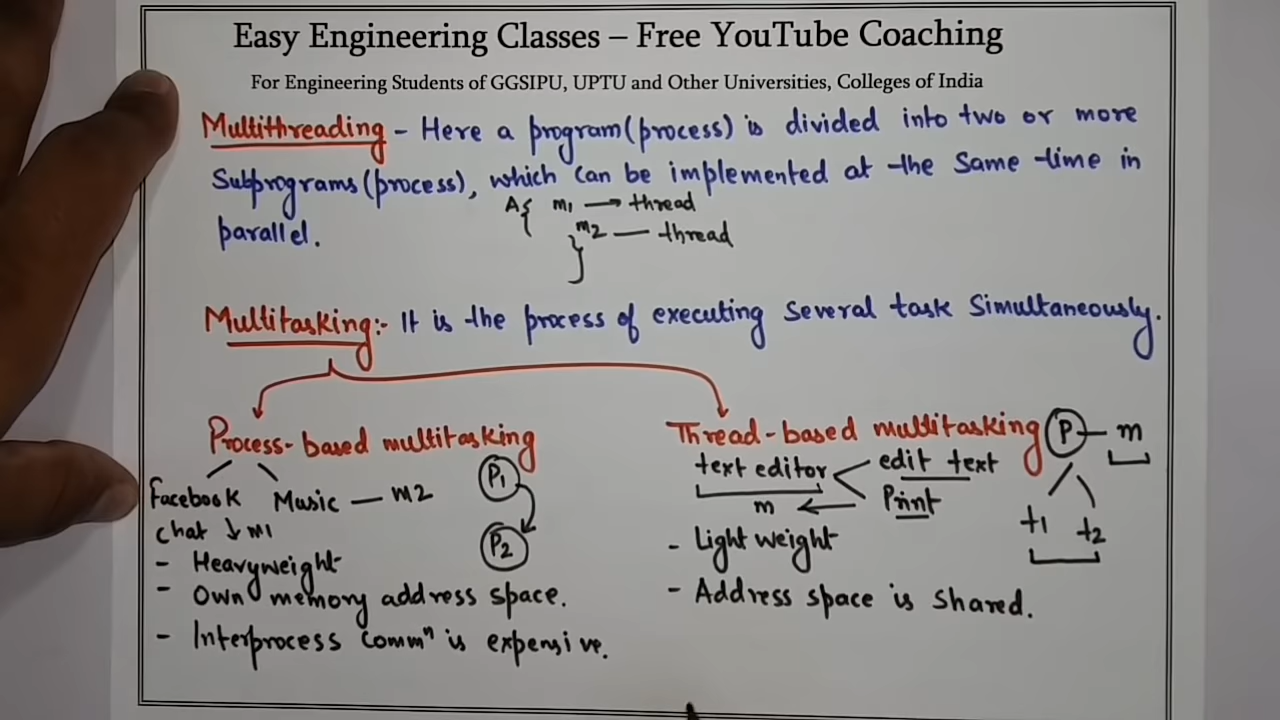 Easy Engineering Classes – Free YouTube Coaching
For Engineering Students of GGSIPU, UPTU and Other Universities, Colleges of India
Multithreading - Here a program(process) is divided into two or more
Subprograms(process), which can be implemented at the same time in
parallel.
A{ m1 → thread
m2 — thread
}
Multitasking:- It is the process of executing several task Simultaneously.
Process-based multitasking
Facebook Music — m2
chat ↓ m1
P1
P2
- Heavyweight
- Own memory address space.
- Interprocess Commⁿ is expensive.
Thread-based multitasking
P — m
t1 t2
text editor < edit text
m ← Print
- Light weight
- Address space is shared.